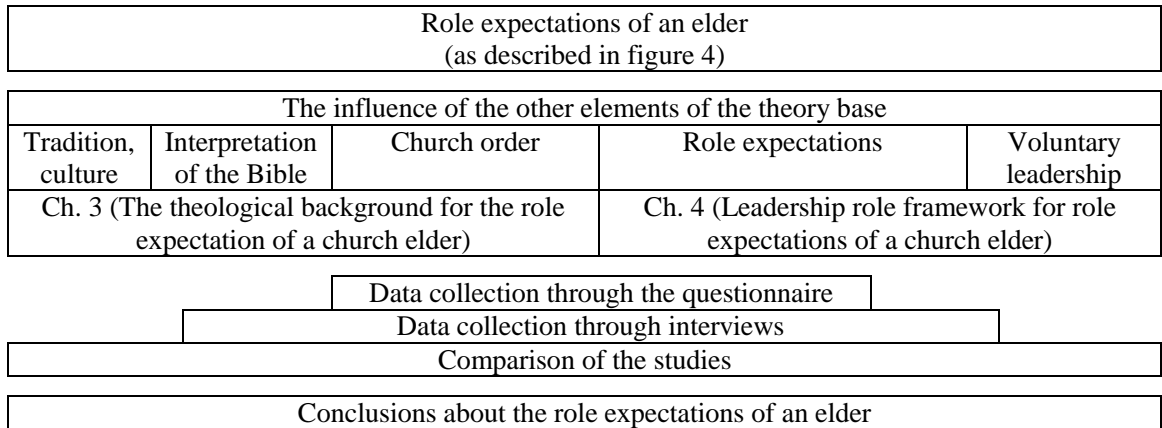 Role expectations of an elder
(as described in figure 4)
The influence of the other elements of the theory base
Tradition,
culture
Interpretation
of the Bible
Church order
Role expectations
Voluntary
leadership
Ch. 3 (The theological background for the role
expectation of a church elder)
Ch. 4 (Leadership role framework for role
expectations of a church elder)
Data collection through the questionnaire
Data collection through interviews
Comparison of the studies
Conclusions about the role expectations of an elder